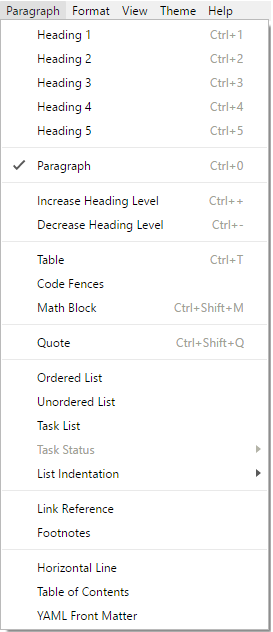 Paragraph Format View Theme Help
Heading 1 Ctrl+1
Heading 2 Ctrl+2
Heading 3 Ctrl+3
Heading 4 Ctrl+4
Heading 5 Ctrl+5
Paragraph Ctrl+0
Increase Heading Level Ctrl++
Decrease Heading Level Ctrl+-
Table Ctrl+T
Code Fences
Math Block Ctrl+Shift+M
Quote Ctrl+Shift+Q
Ordered List
Unordered List
Task List
Task Status
List Indentation
Link Reference
Footnotes
Horizontal Line
Table of Contents
YAML Front Matter